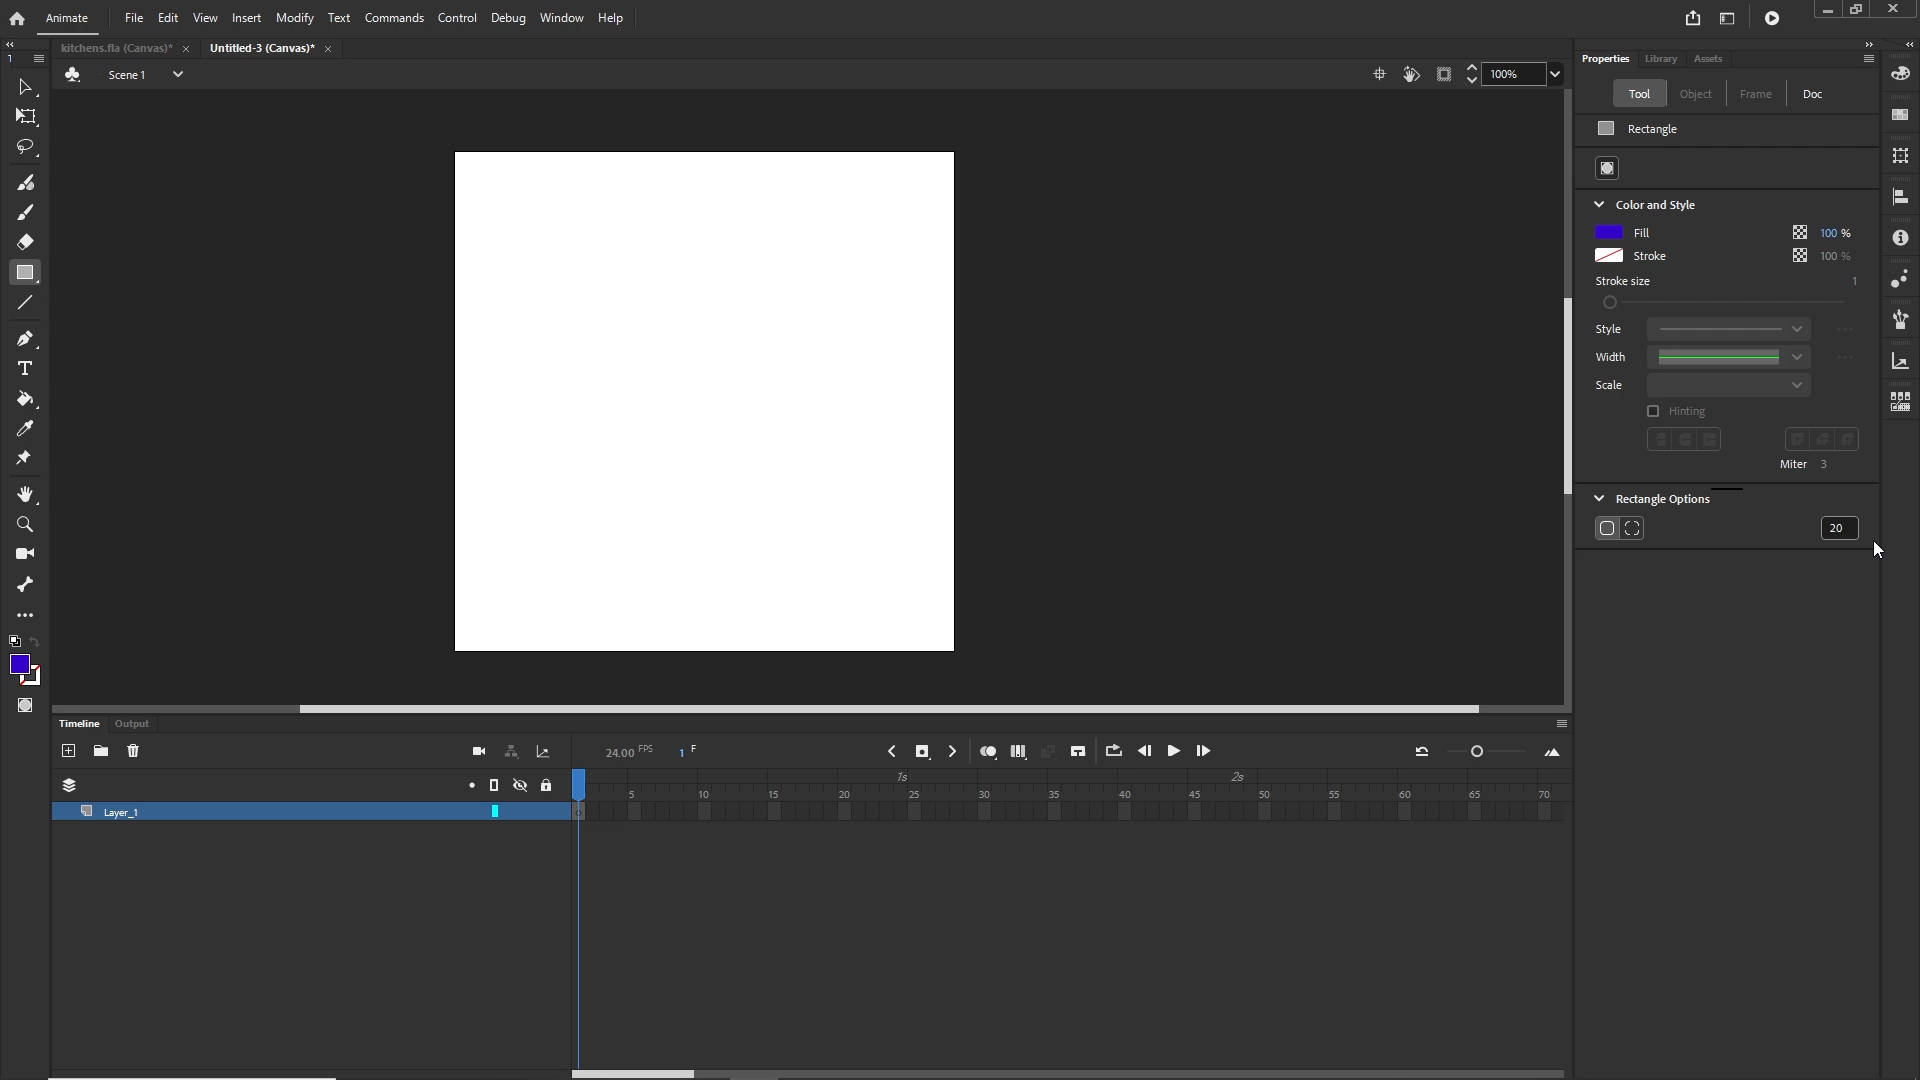 Animate File Edit View Insert Modify Text Commands Control Debug Window Help
kitchens.fla (Canvas)* × Untitled-3 (Canvas)* ×
Scene 1
100%
Properties Library Assets
Tool Object Frame Doc
Rectangle
Color and Style
Fill 100 %
Stroke 100 %
Stroke size 1
Style
Width
Scale
Hinting
Miter 3
Rectangle Options
20
T
Timeline Output
24.00 FPS 1 F
1s 2s
5 10 15 20 25 30 35 40 45 50 55 60 65 70
Layer_1